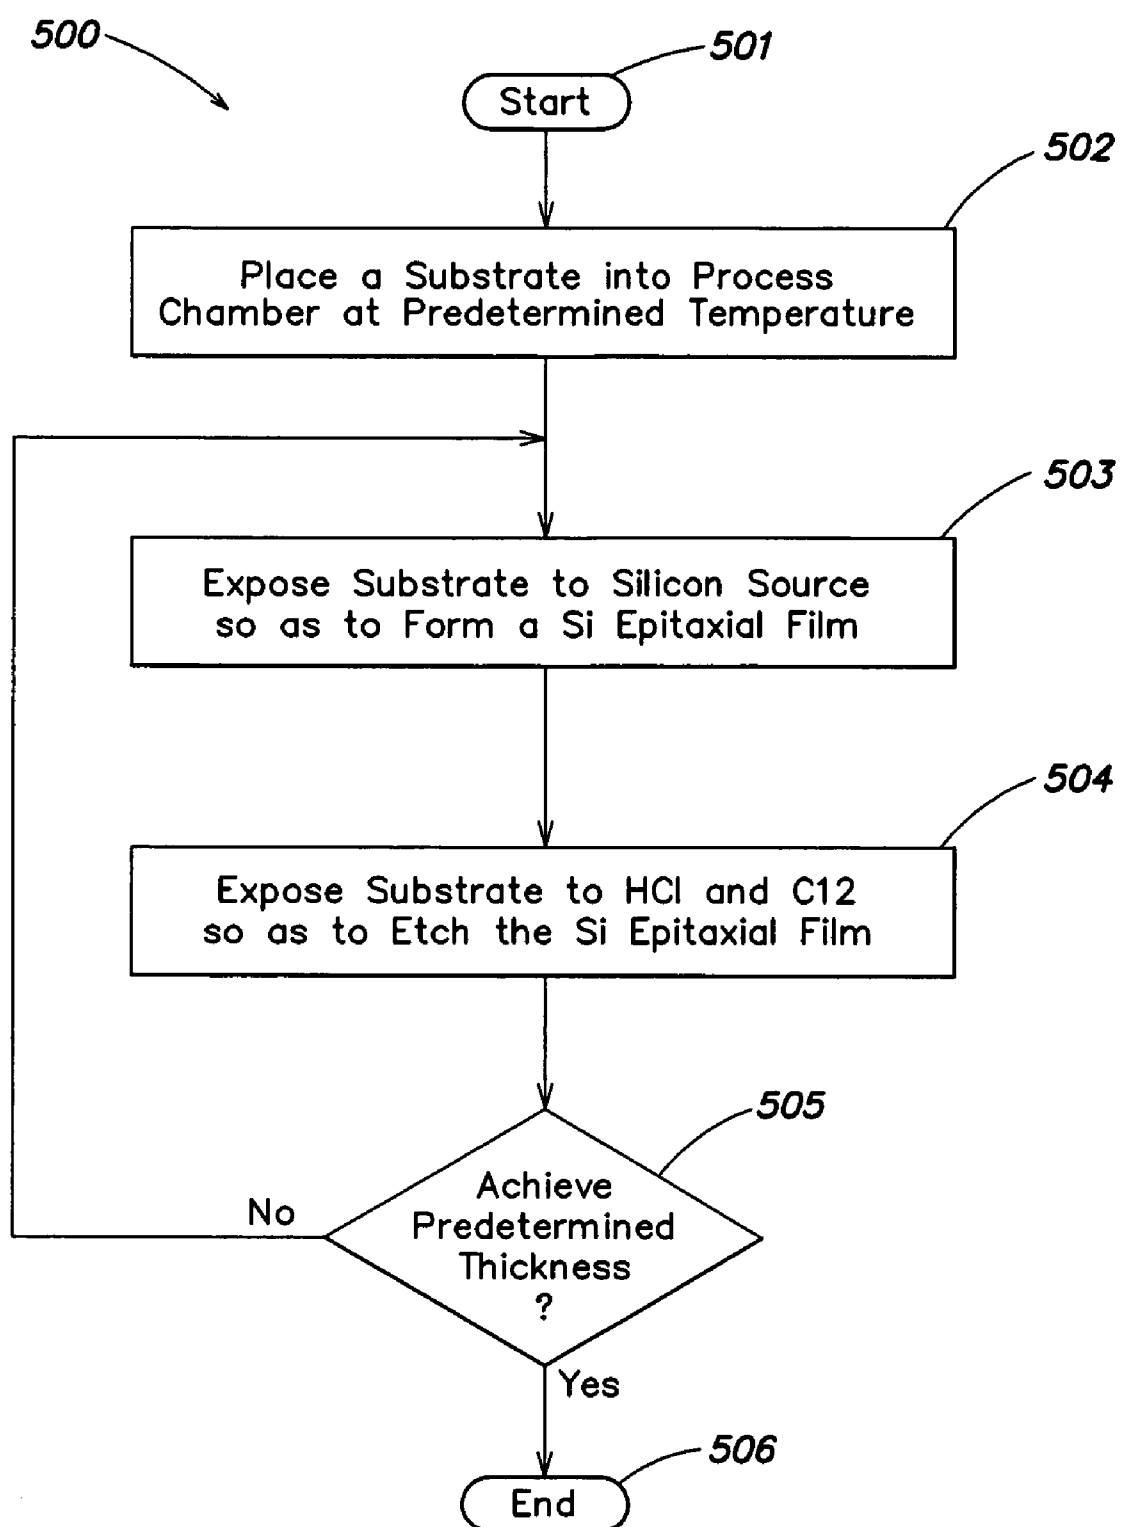 500
501
Start
502
Place a Substrate into Process
Chamber at Predetermined Temperature
503
Expose Substrate to Silicon Source
so as to Form a Si Epitaxial Film
504
Expose Substrate to HCl and C12
so as to Etch the Si Epitaxial Film
505
Achieve
Predetermined
Thickness
?
No
Yes
506
End